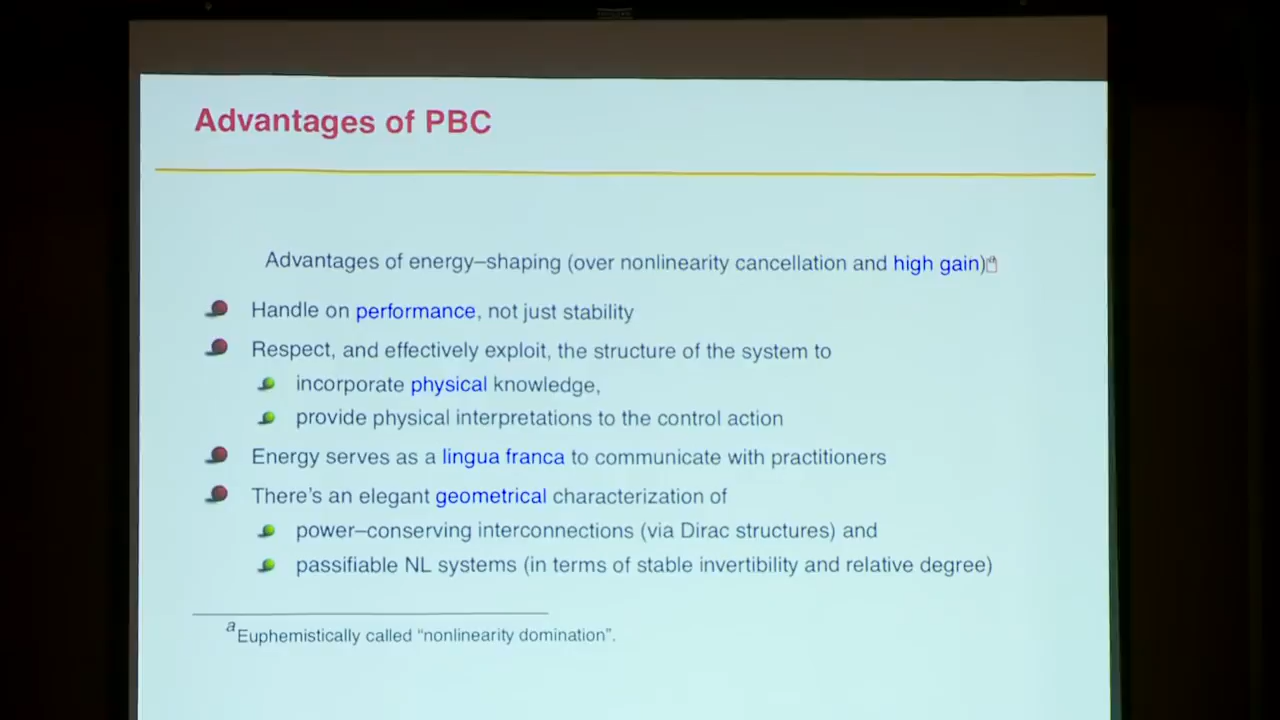 Advantages of PBC
Advantages of energy–shaping (over nonlinearity cancellation and high gain)a
Handle on performance, not just stability
Respect, and effectively exploit, the structure of the system to
incorporate physical knowledge,
provide physical interpretations to the control action
Energy serves as a lingua franca to communicate with practitioners
There's an elegant geometrical characterization of
power–conserving interconnections (via Dirac structures) and
passifiable NL systems (in terms of stable invertibility and relative degree)
aEuphemistically called “nonlinearity domination”.